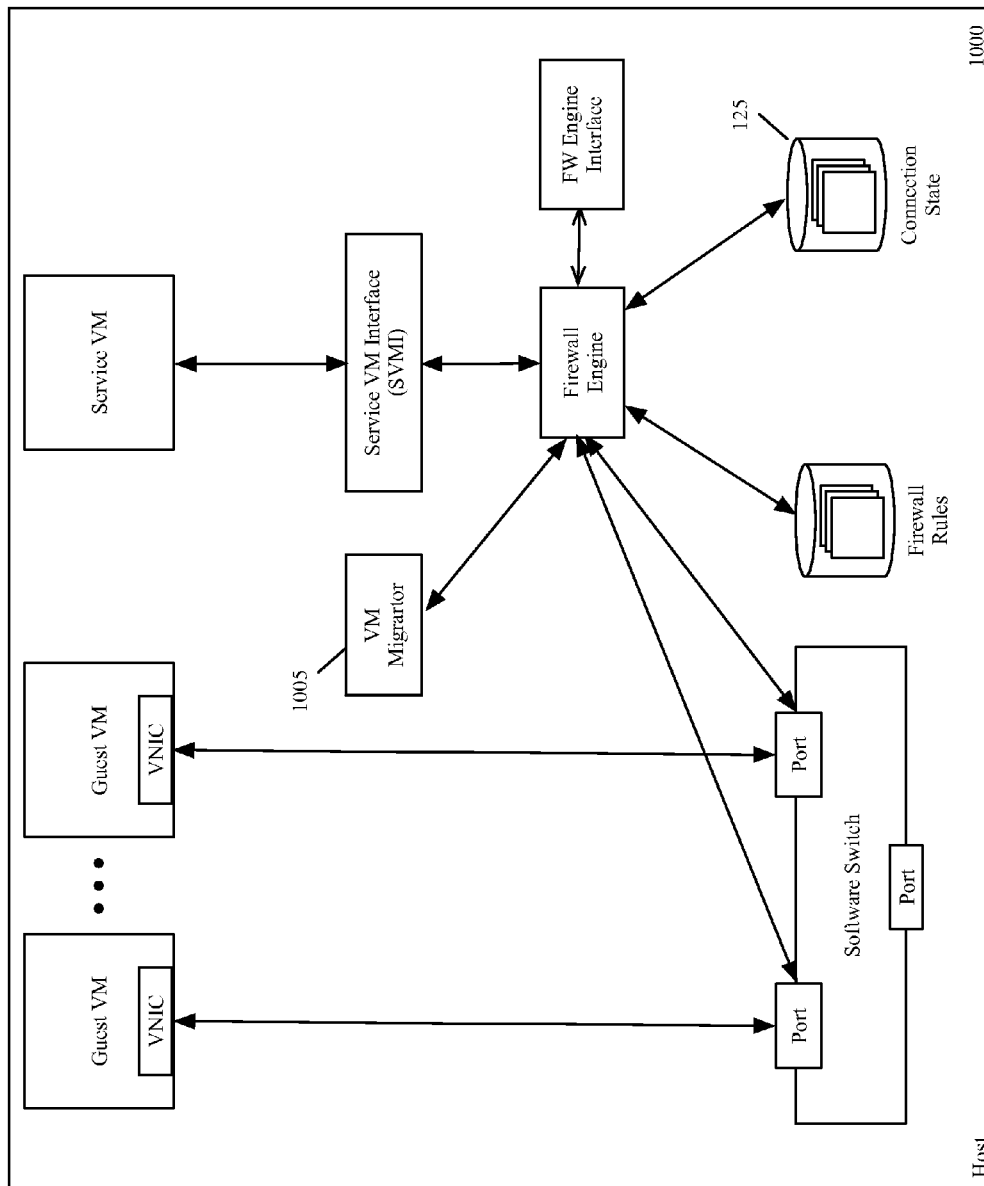 Guest VM
VNIC
Guest VM
VNIC
Service VM
1005
VM
Migrartor
Service VM Interface
(SVMI)
Firewall
Engine
FW Engine
Interface
Port
Port
Software Switch
Port
Firewall
Rules
125
Connection
State
Host
1000